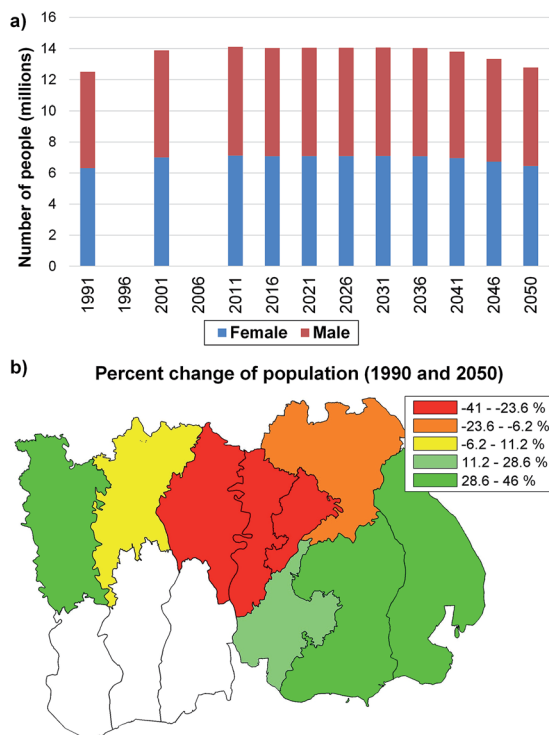 a)
Number of people (millions)
16
14
12
10
8
6
4
2
0
1991 1996 2001 2006 2011 2016 2021 2026 2031 2036 2041 2046 2050
Female Male
b)
Percent change of population (1990 and 2050)
-41 - -23.6 %
-23.6 - -6.2 %
-6.2 - 11.2 %
11.2 - 28.6 %
28.6 - 46 %